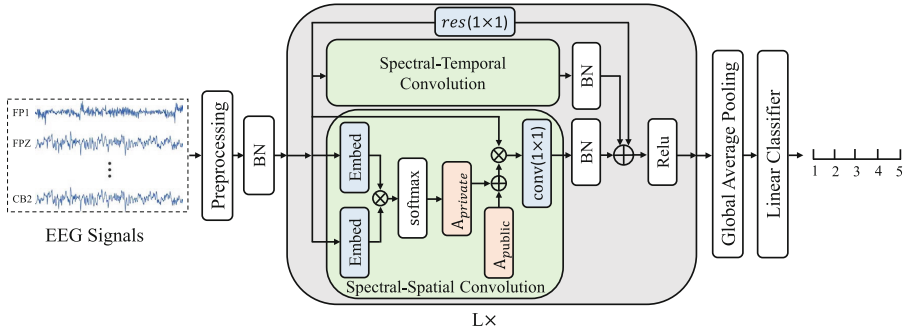 res(1×1)
Spectral-Temporal
Convolution
BN
FP1
FPZ
CB2
EEG Signals
Preprocessing
BN
Embed
Embed
softmax
A_private
A_public
conv(1×1)
BN
Relu
Spectral-Spatial Convolution
L×
Global Average Pooling
Linear Classifier
1 2 3 4 5